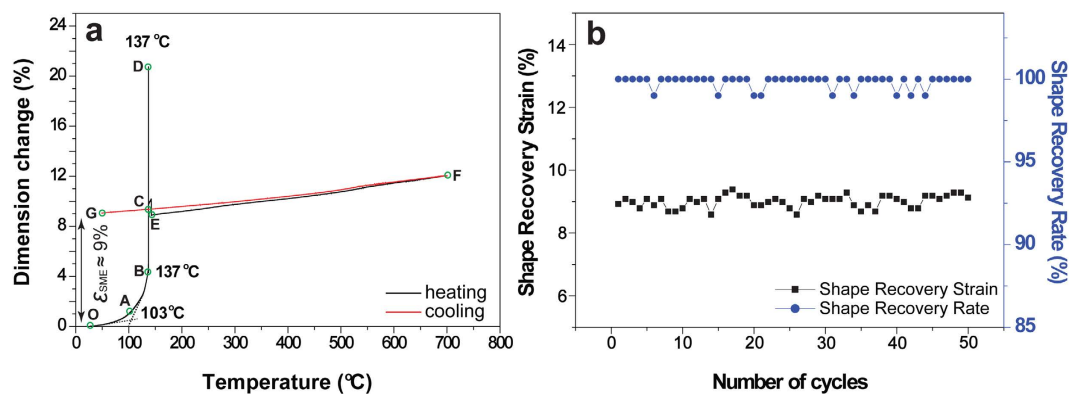 a
Dimension change (%)
24
20
16
12
8
4
0
137 °C
D
C
G
E
F
B
137 °C
A
103°C
O
εSME ≈ 9%
heating
cooling
0 100 200 300 400 500 600 700 800
Temperature (°C)
b
Shape Recovery Strain (%)
14
12
10
8
6
100
95
90
85
Shape Recovery Rate (%)
Shape Recovery Strain
Shape Recovery Rate
0 10 20 30 40 50
Number of cycles